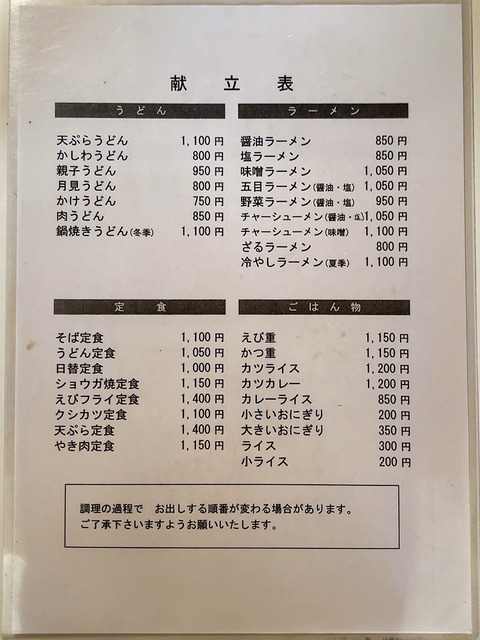 献立表
うどん
天ぷらうどん 1,100円
かしわうどん 800円
親子うどん 950円
月見うどん 800円
かけうどん 750円
肉うどん 850円
鍋焼きうどん(冬季) 1,100円
ラーメン
醤油ラーメン 850円
塩ラーメン 850円
味噌ラーメン 1,050円
五目ラーメン(醤油・塩) 1,050円
野菜ラーメン(醤油・塩) 950円
チャーシューメン(醤油・塩) 1,050円
チャーシューメン(味噌) 1,100円
ざるラーメン 800円
冷やしラーメン(夏季) 1,100円
定食
そば定食 1,100円
うどん定食 1,050円
日替定食 1,000円
ショウガ焼定食 1,150円
えびフライ定食 1,400円
クシカツ定食 1,100円
天ぷら定食 1,400円
やき肉定食 1,150円
ごはん物
えび重 1,150円
かつ重 1,150円
カツライス 1,200円
カツカレー 1,200円
カレーライス 850円
小さいおにぎり 200円
大きいおにぎり 350円
ライス 300円
小ライス 200円
調理の過程で お出しする順番が変わる場合があります。
ご了承下さいますようお願いいたします。